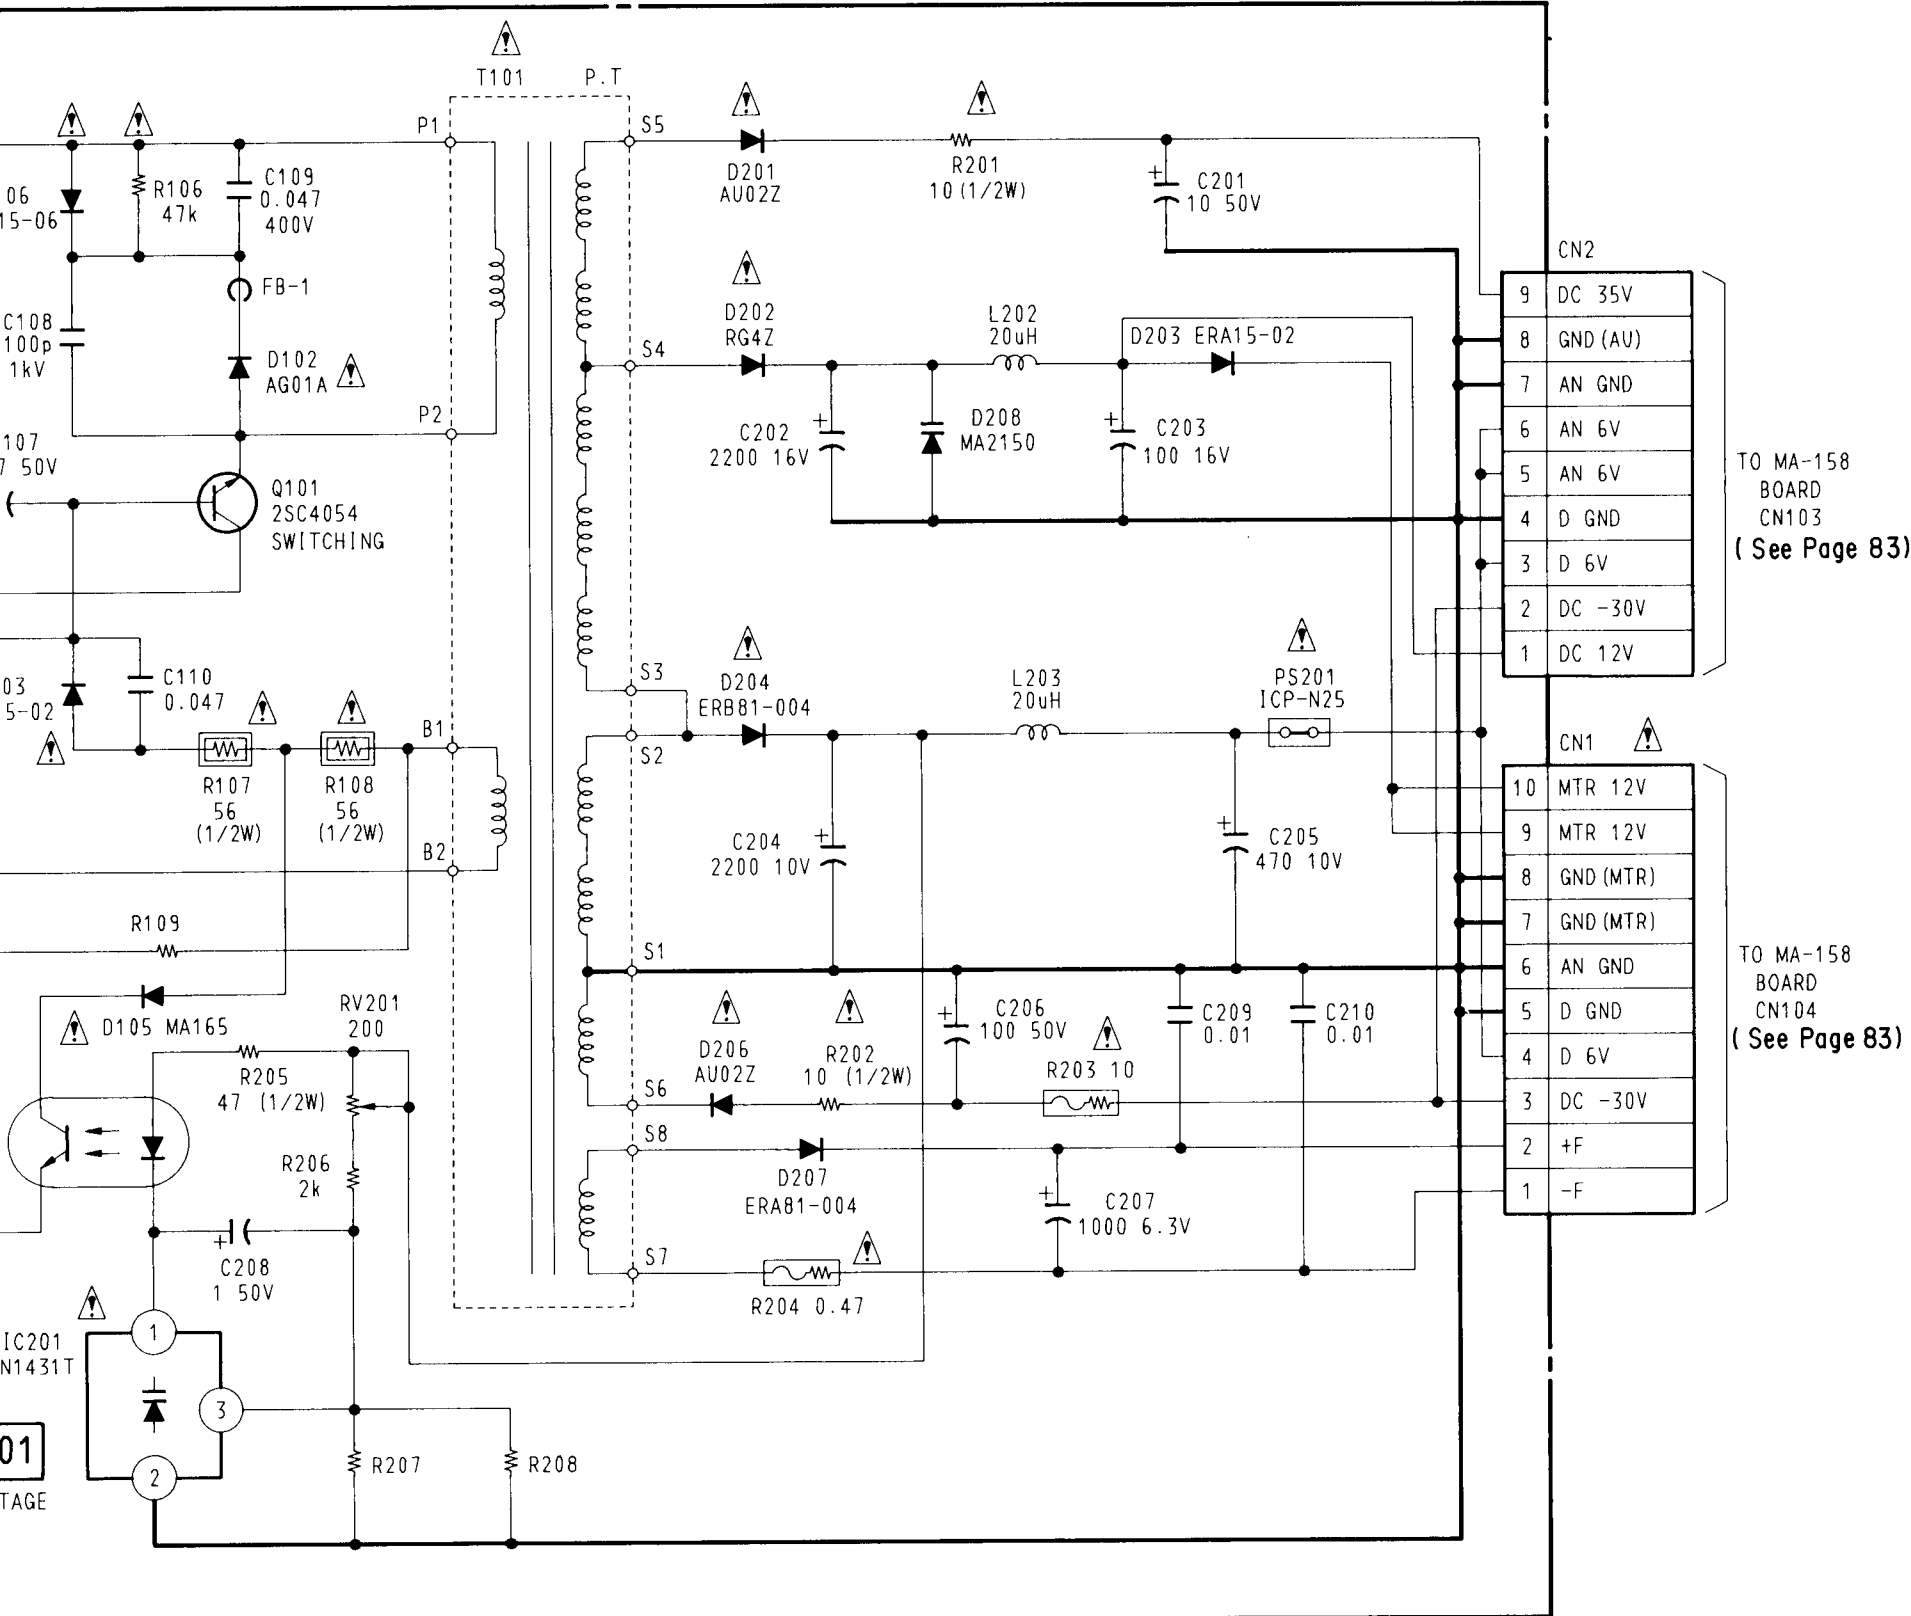 T101
P.T
P1
S5
D201
AU02Z
R201
10 (1/2W)
C201
10 50V
06
15-06
R106
47k
C109
0.047
400V
FB-1
C108
100p
1kV
D102
AG01A
P2
107
7 50V
Q101
2SC4054
SWITCHING
D202
RG4Z
S4
L202
20uH
D203 ERA15-02
C202
2200 16V
D208
MA2150
C203
100 16V
CN2
9 DC 35V
8 GND (AU)
7 AN GND
6 AN 6V
5 AN 6V
4 D GND
3 D 6V
2 DC -30V
1 DC 12V
TO MA-158
BOARD
CN103
( See Page 83)
03
5-02
C110
0.047
R107
56
(1/2W)
R108
56
(1/2W)
B1
B2
S3
D204
ERB81-004
S2
L203
20uH
PS201
ICP-N25
C204
2200 10V
C205
470 10V
S1
CN1
10 MTR 12V
9 MTR 12V
8 GND (MTR)
7 GND (MTR)
6 AN GND
5 D GND
4 D 6V
3 DC -30V
2 +F
1 -F
TO MA-158
BOARD
CN104
( See Page 83)
R109
D105 MA165
RV201
200
R205
47 (1/2W)
R206
2k
C208
1 50V
D206
AU02Z
R202
10 (1/2W)
C206
100 50V
R203 10
C209
0.01
C210
0.01
S6
S8
D207
ERA81-004
C207
1000 6.3V
S7
R204 0.47
IC201
N1431T
1
3
2
01
TAGE
R207
R208